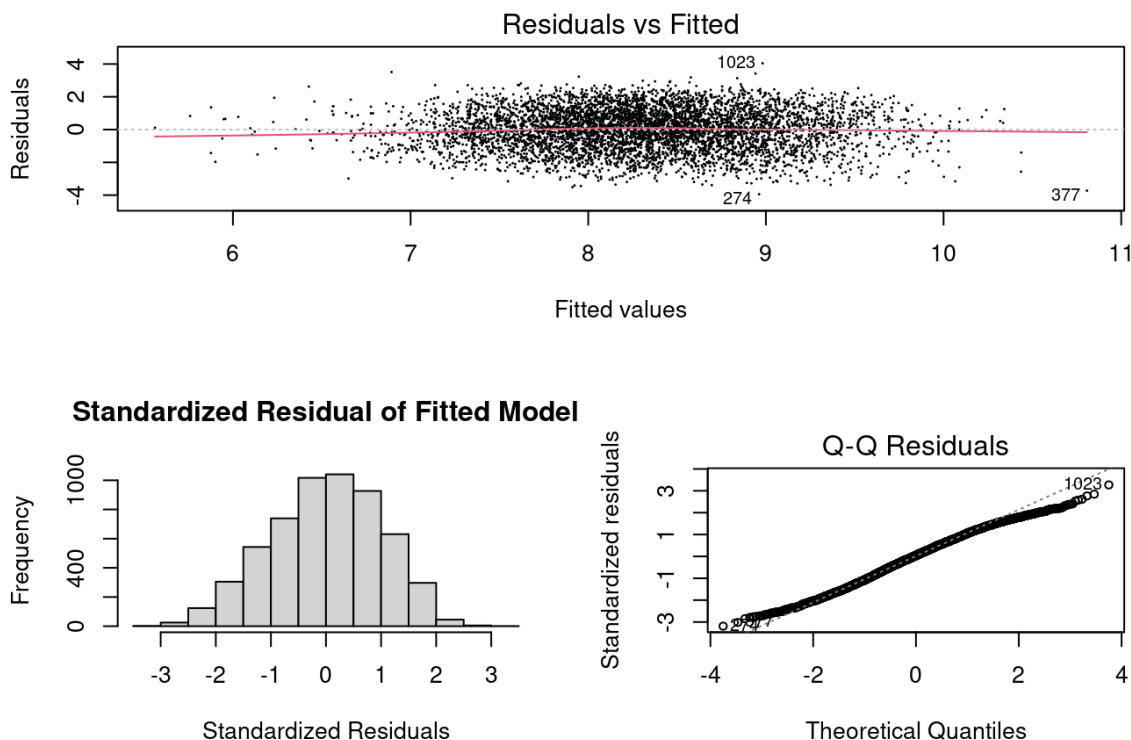 Residuals vs Fitted
Residuals
4
2
0
-4
1023
274
377
6 7 8 9 10 11
Fitted values
Standardized Residual of Fitted Model
Frequency
1000
400
0
-3 -2 -1 0 1 2 3
Standardized Residuals
Q-Q Residuals
Standardized residuals
3
1
-1
-3
1023
-4 -2 0 2 4
Theoretical Quantiles